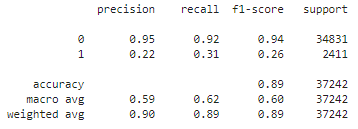 precision recall f1-score support
0 0.95 0.92 0.94 34831
1 0.22 0.31 0.26 2411
accuracy 0.89 37242
macro avg 0.59 0.62 0.60 37242
weighted avg 0.90 0.89 0.89 37242